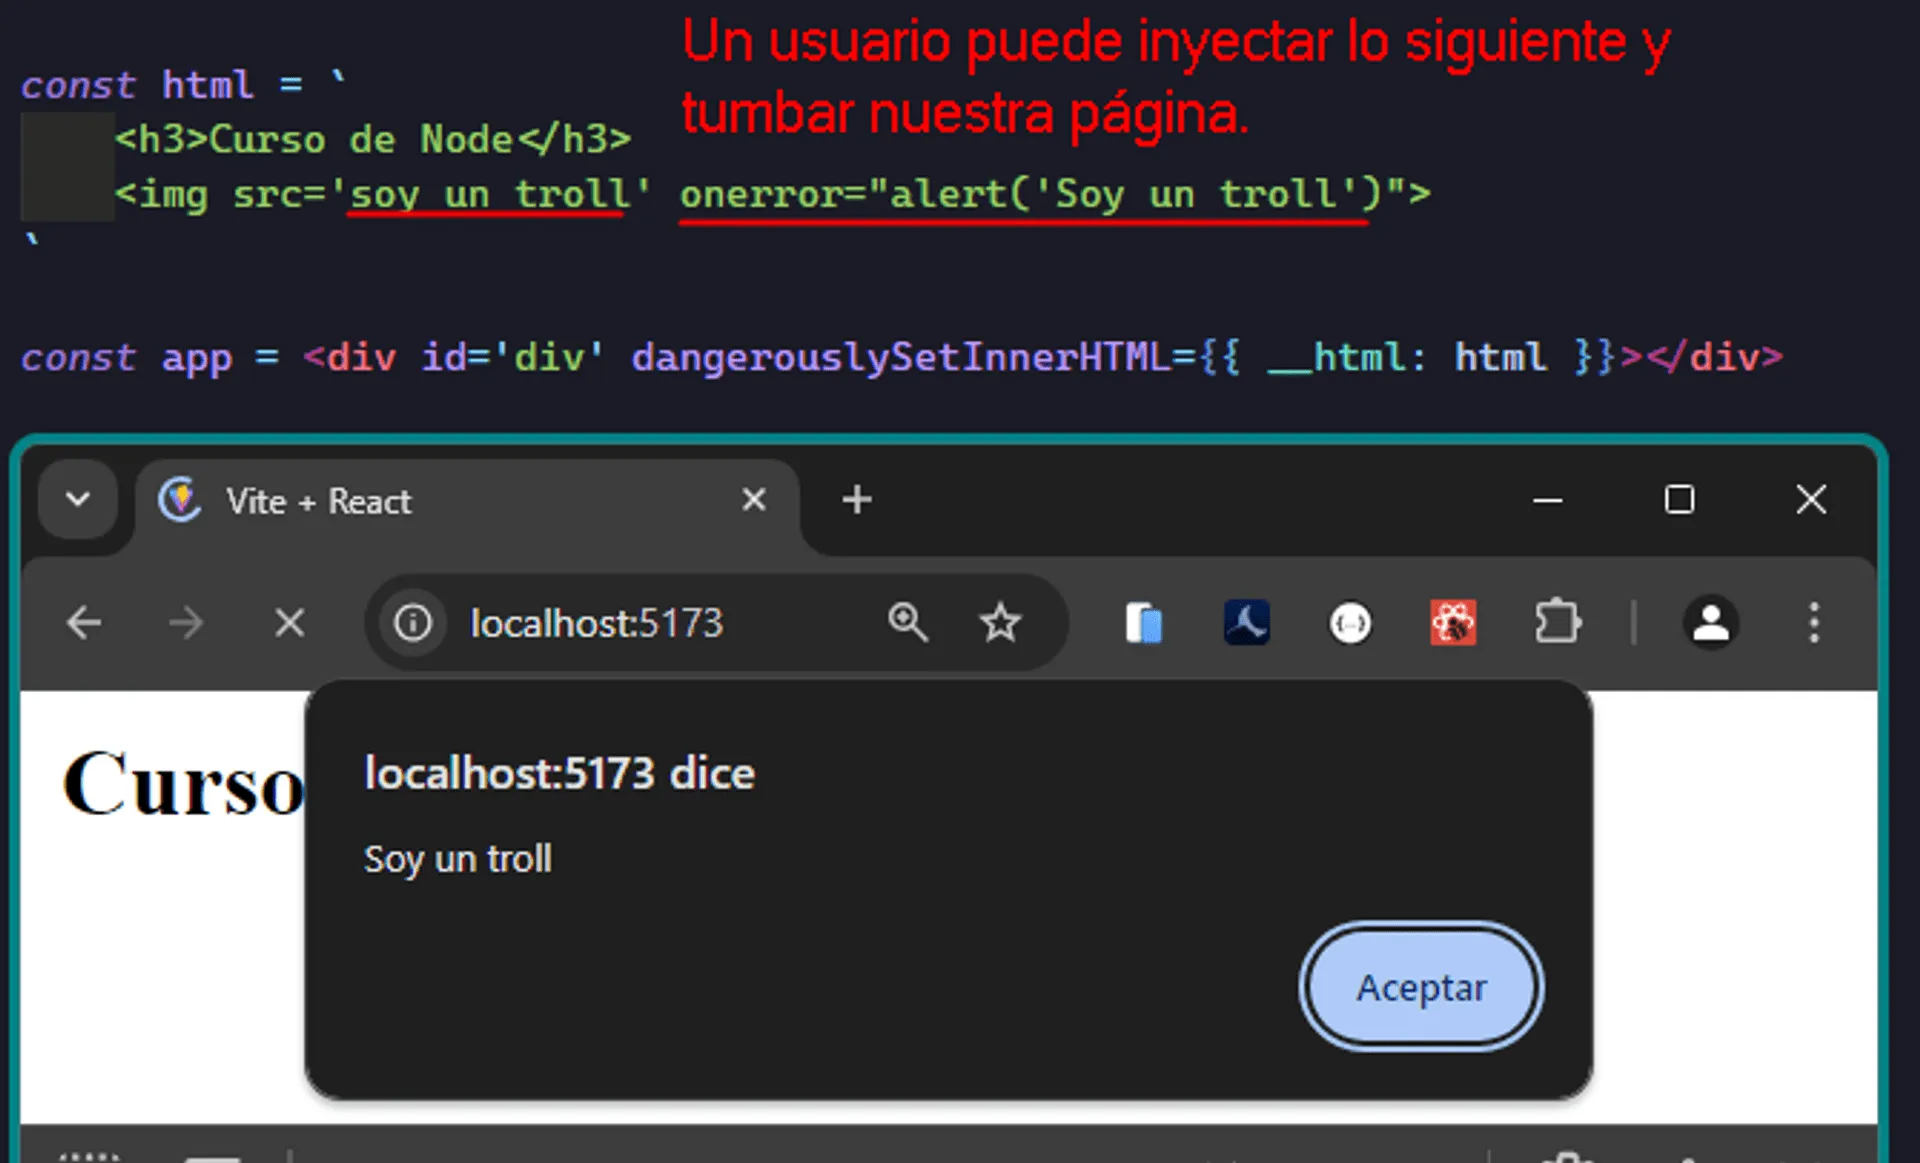 Un usuario puede inyectar lo siguiente y
tumbar nuestra página.
const html = `
<h3>Curso de Node</h3>
<img src='soy un troll' onerror="alert('Soy un troll')">
`
const app = <div id='div' dangerouslySetInnerHTML={{ __html: html }}></div>
Vite + React
localhost:5173
Curso
localhost:5173 dice
Soy un troll
Aceptar